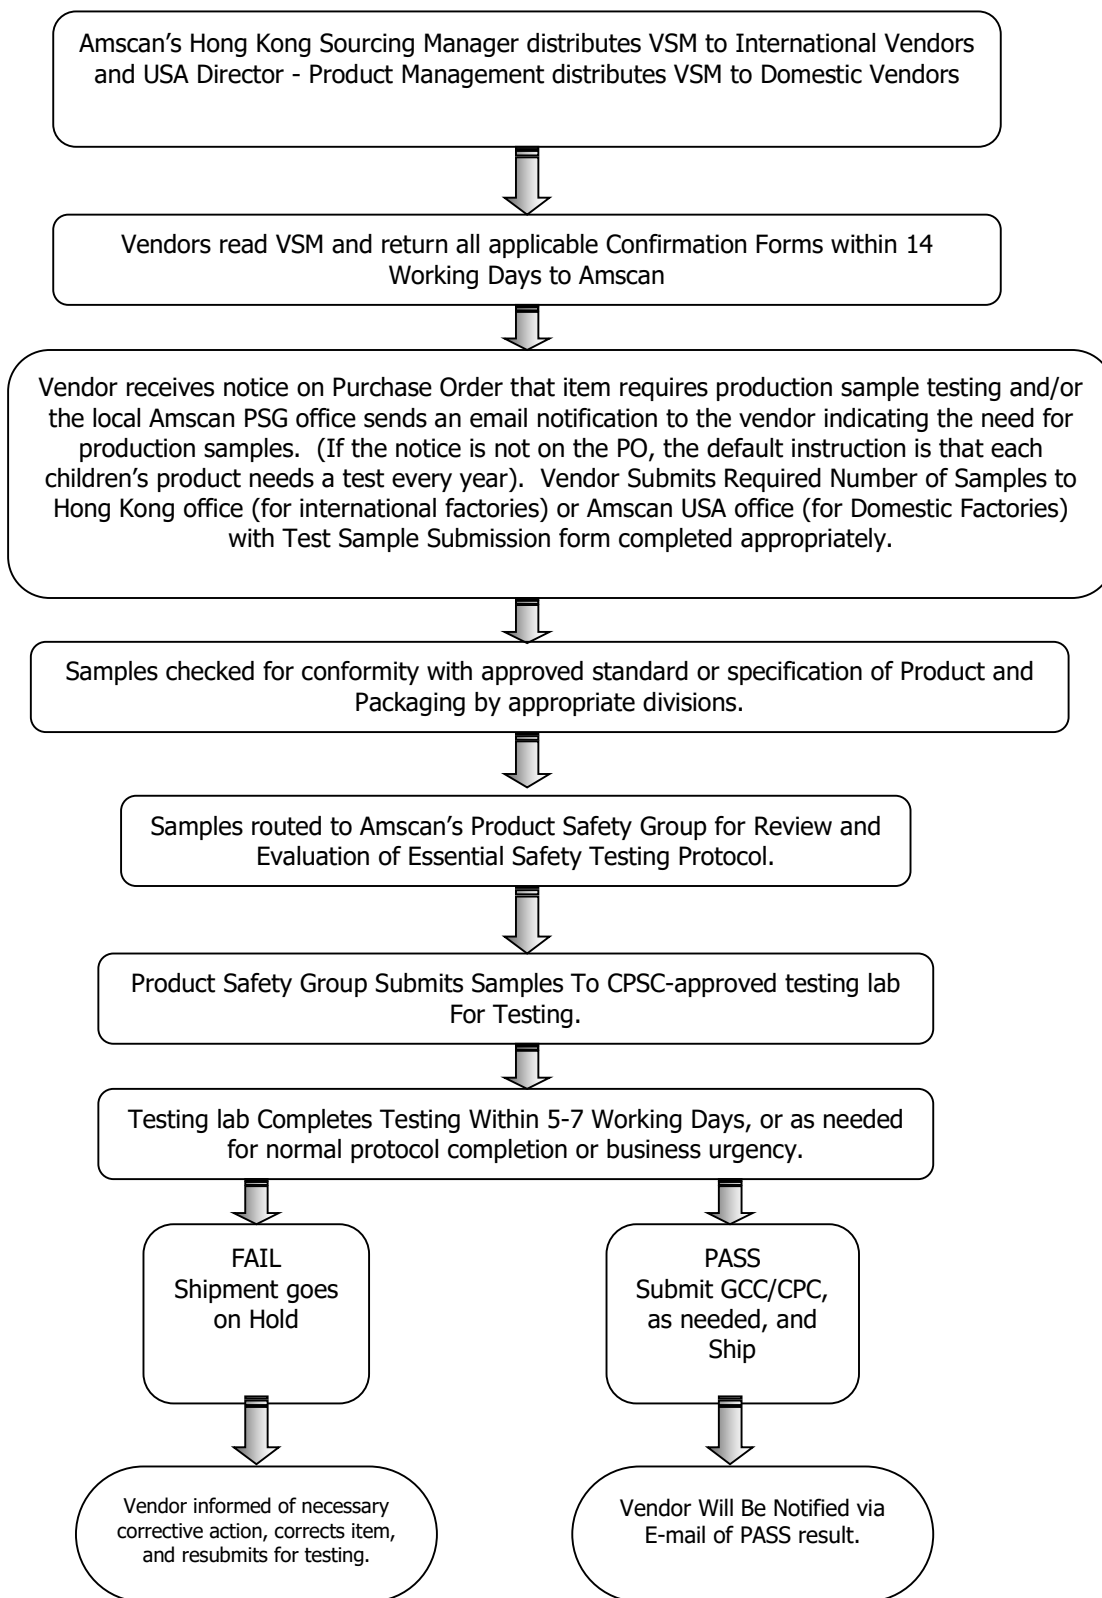 Amscan’s Hong Kong Sourcing Manager distributes VSM to International Vendors
and USA Director - Product Management distributes VSM to Domestic Vendors
Vendors read VSM and return all applicable Confirmation Forms within 14
Working Days to Amscan
Vendor receives notice on Purchase Order that item requires production sample testing and/or
the local Amscan PSG office sends an email notification to the vendor indicating the need for
production samples.  (If the notice is not on the PO, the default instruction is that each
children’s product needs a test every year).  Vendor Submits Required Number of Samples to
Hong Kong office (for international factories) or Amscan USA office (for Domestic Factories)
with Test Sample Submission form completed appropriately.
Samples checked for conformity with approved standard or specification of Product and
Packaging by appropriate divisions.
Samples routed to Amscan’s Product Safety Group for Review and
Evaluation of Essential Safety Testing Protocol.
Product Safety Group Submits Samples To CPSC-approved testing lab
For Testing.
Testing lab Completes Testing Within 5-7 Working Days, or as needed
for normal protocol completion or business urgency.
FAIL
Shipment goes
on Hold
PASS
Submit GCC/CPC,
as needed, and
Ship
Vendor informed of necessary
corrective action, corrects item,
and resubmits for testing.
Vendor Will Be Notified via
E-mail of PASS result.